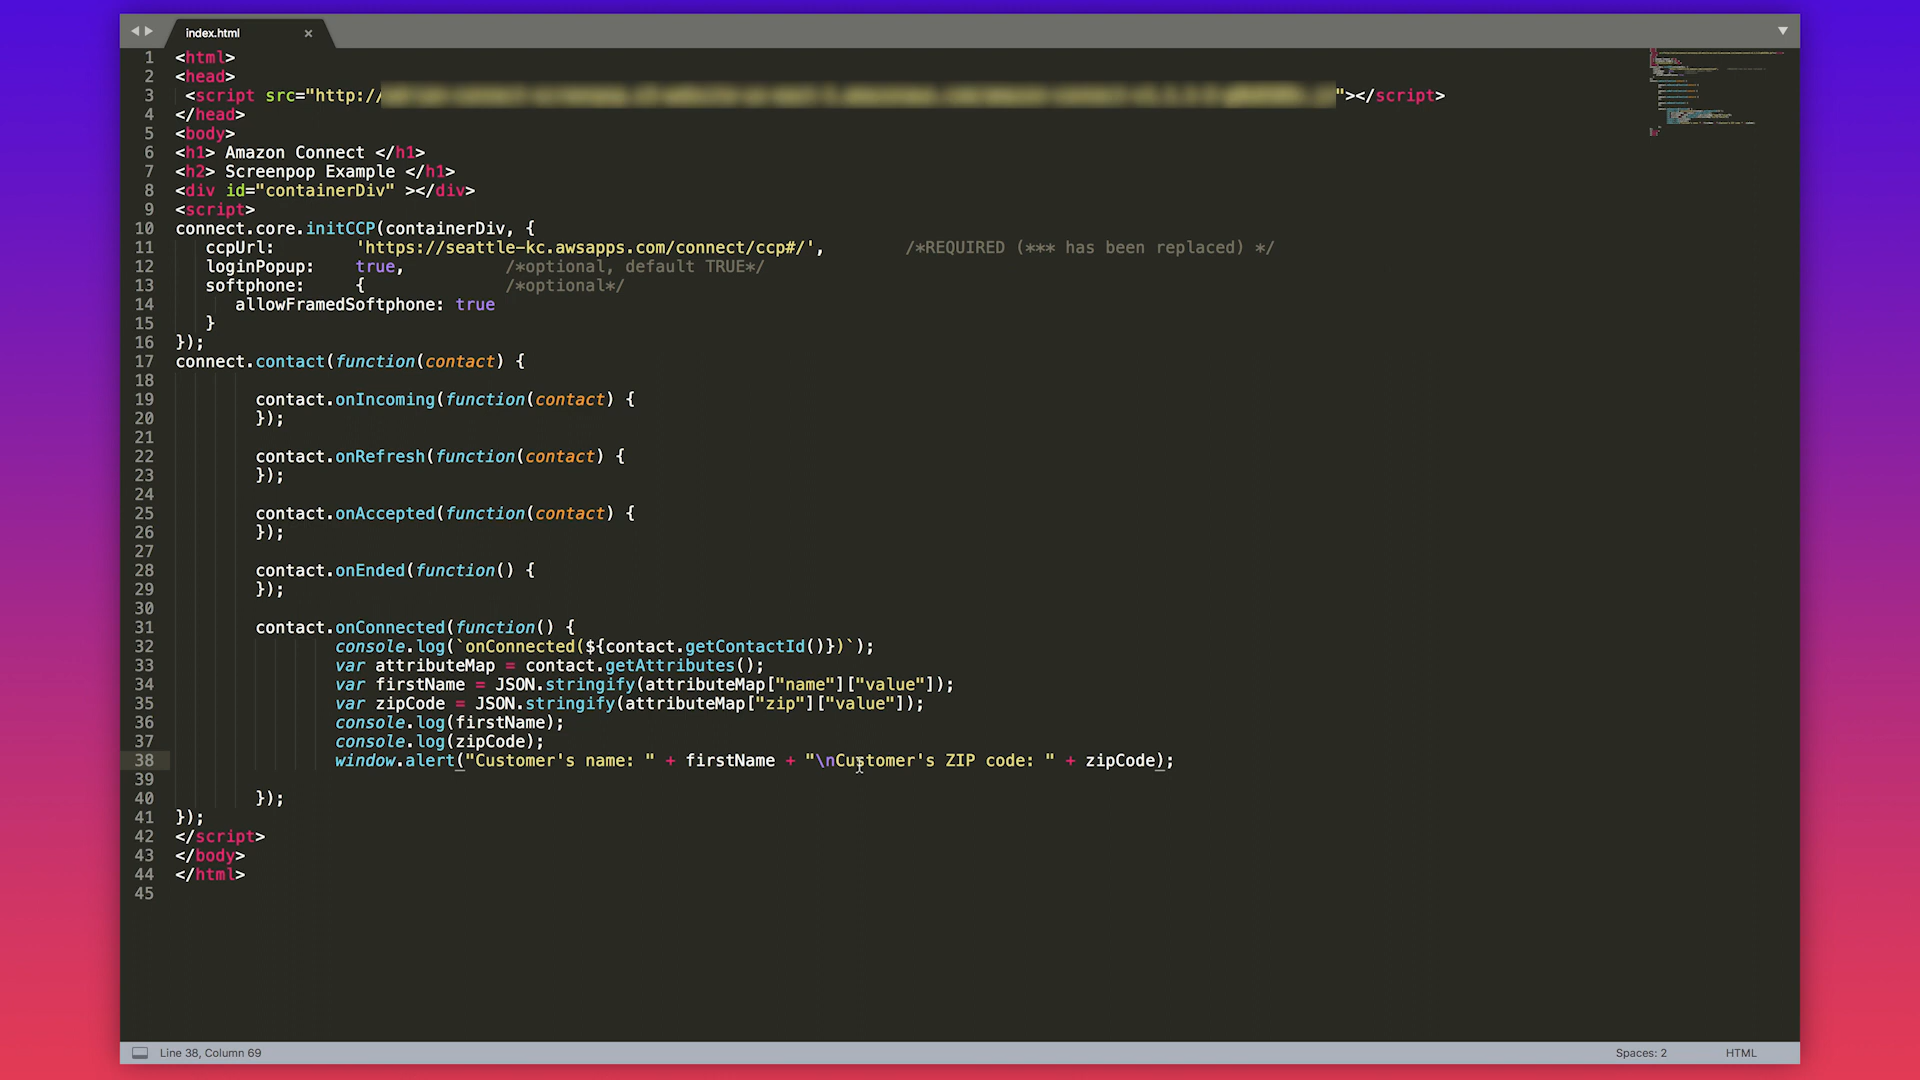 index.html ×
1 <html>
2 <head>
3 <script src="http:// "></script>
4 </head>
5 <body>
6 <h1> Amazon Connect </h1>
7 <h2> Screenpop Example </h1>
8 <div id="containerDiv" ></div>
9 <script>
10 connect.core.initCCP(containerDiv, {
11 ccpUrl: 'https://seattle-kc.awsapps.com/connect/ccp#/', /*REQUIRED (*** has been replaced) */
12 loginPopup: true, /*optional, default TRUE*/
13 softphone: { /*optional*/
14 allowFramedSoftphone: true
15 }
16 });
17 connect.contact(function(contact) {
18
19 contact.onIncoming(function(contact) {
20 });
21
22 contact.onRefresh(function(contact) {
23 });
24
25 contact.onAccepted(function(contact) {
26 });
27
28 contact.onEnded(function() {
29 });
30
31 contact.onConnected(function() {
32 console.log(`onConnected(${contact.getContactId()})`);
33 var attributeMap = contact.getAttributes();
34 var firstName = JSON.stringify(attributeMap["name"]["value"]);
35 var zipCode = JSON.stringify(attributeMap["zip"]["value"]);
36 console.log(firstName);
37 console.log(zipCode);
38 window.alert("Customer's name: " + firstName + "\nCustomer's ZIP code: " + zipCode);
39
40 });
41 });
42 </script>
43 </body>
44 </html>
45
Line 38, Column 69 Spaces: 2 HTML